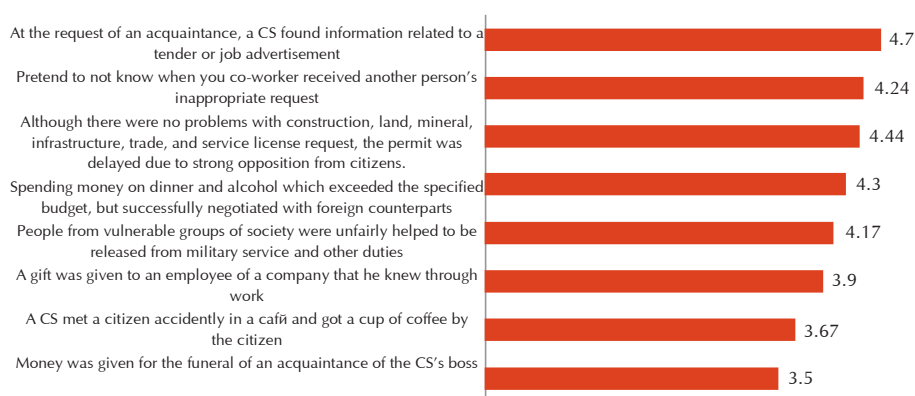 At the request of an acquaintance, a CS found information related to a
tender or job advertisement
4.7
Pretend to not know when you co-worker received another person's
inappropriate request
4.24
Although there were no problems with construction, land, mineral,
infrastructure, trade, and service license request, the permit was
delayed due to strong opposition from citizens.
4.44
Spending money on dinner and alcohol which exceeded the specified
budget, but successfully negotiated with foreign counterparts
4.3
People from vulnerable groups of society were unfairly helped to be
released from military service and other duties
4.17
A gift was given to an employee of a company that he knew through
work
3.9
A CS met a citizen accidently in a cafй and got a cup of coffee by
the citizen
3.67
Money was given for the funeral of an acquaintance of the CS's boss
3.5